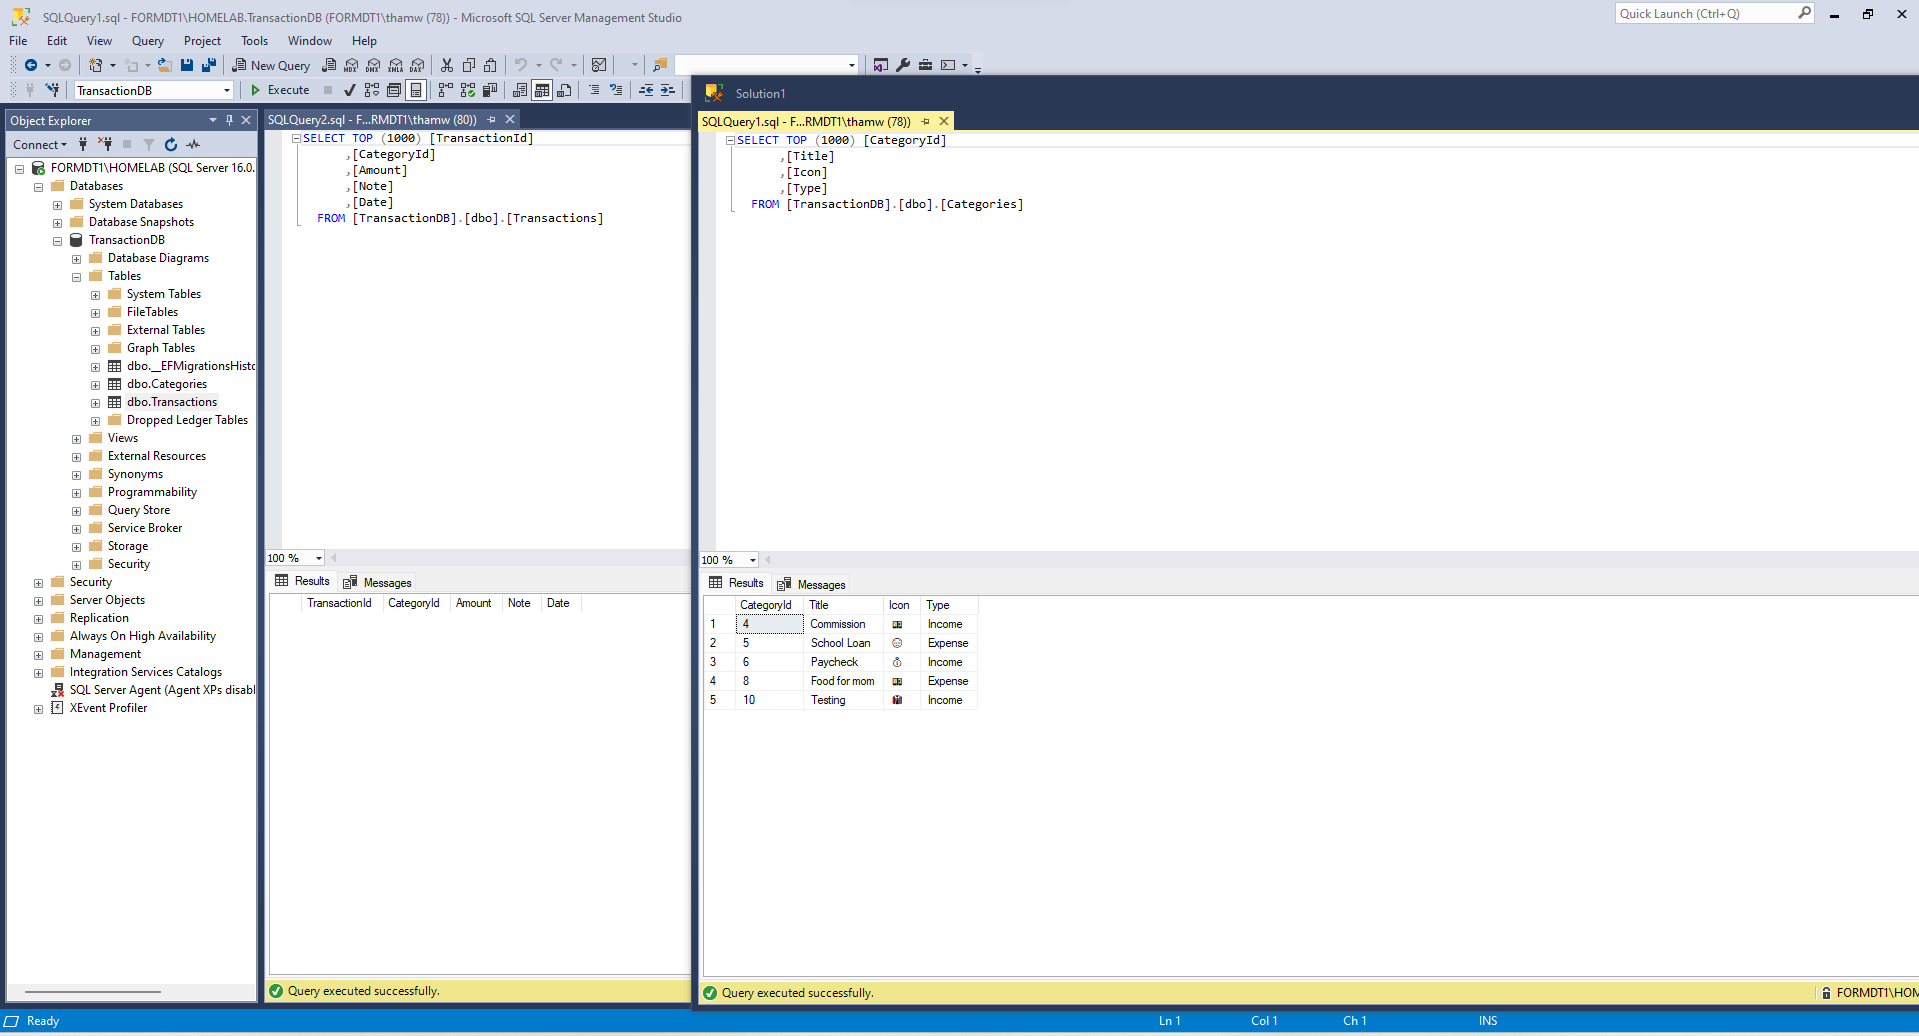 SQLQuery1.sql - FORMDT1\HOMELAB.TransactionDB (FORMDT1\thamw (78)) - Microsoft SQL Server Management Studio
Quick Launch (Ctrl+Q)
File Edit View Query Project Tools Window Help
New Query
MDX DMX XMLA DAX
TransactionDB
Execute
Object Explorer
Connect
FORMDT1\HOMELAB (SQL Server 16.0.
Databases
System Databases
Database Snapshots
TransactionDB
Database Diagrams
Tables
System Tables
FileTables
External Tables
Graph Tables
dbo.__EFMigrationsHisto
dbo.Categories
dbo.Transactions
Dropped Ledger Tables
Views
External Resources
Synonyms
Programmability
Query Store
Service Broker
Storage
Security
Security
Server Objects
Replication
Always On High Availability
Management
Integration Services Catalogs
SQL Server Agent (Agent XPs disabl
XEvent Profiler
SQLQuery2.sql - F...RMDT1\thamw (80))
SELECT TOP (1000) [TransactionId]
,[CategoryId]
,[Amount]
,[Note]
,[Date]
FROM [TransactionDB].[dbo].[Transactions]
100 %
Results Messages
TransactionId CategoryId Amount Note Date
Query executed successfully.
Solution1
SQLQuery1.sql - F...RMDT1\thamw (78))
SELECT TOP (1000) [CategoryId]
,[Title]
,[Icon]
,[Type]
FROM [TransactionDB].[dbo].[Categories]
100 %
Results Messages
CategoryId Title Icon Type
1 4 Commission Income
2 5 School Loan Expense
3 6 Paycheck Income
4 8 Food for mom Expense
5 10 Testing Income
Query executed successfully.
FORMDT1\HOM
Ready
Ln 1 Col 1 Ch 1 INS